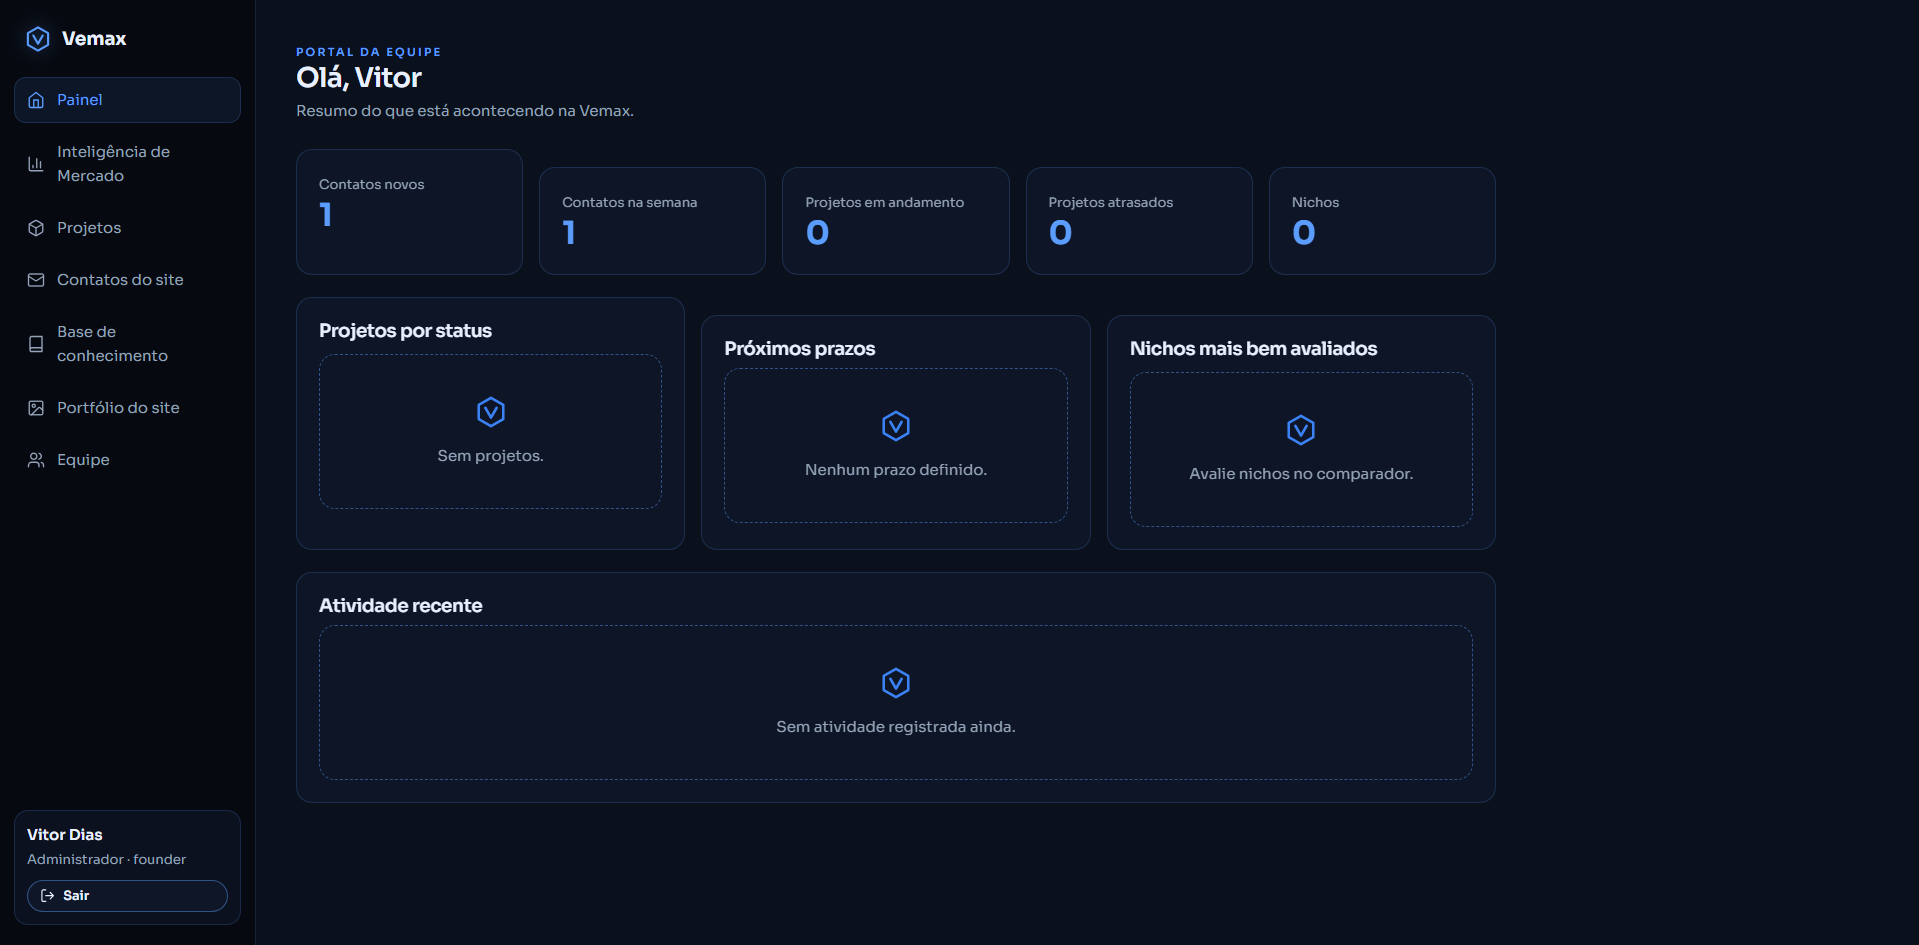 Vemax
Painel
Inteligência de
Mercado
Projetos
Contatos do site
Base de
conhecimento
Portfólio do site
Equipe
Vitor Dias
Administrador · founder
Sair
PORTAL DA EQUIPE
Olá, Vitor
Resumo do que está acontecendo na Vemax.
Contatos novos
1
Contatos na semana
1
Projetos em andamento
0
Projetos atrasados
0
Nichos
0
Projetos por status
Sem projetos.
Próximos prazos
Nenhum prazo definido.
Nichos mais bem avaliados
Avalie nichos no comparador.
Atividade recente
Sem atividade registrada ainda.